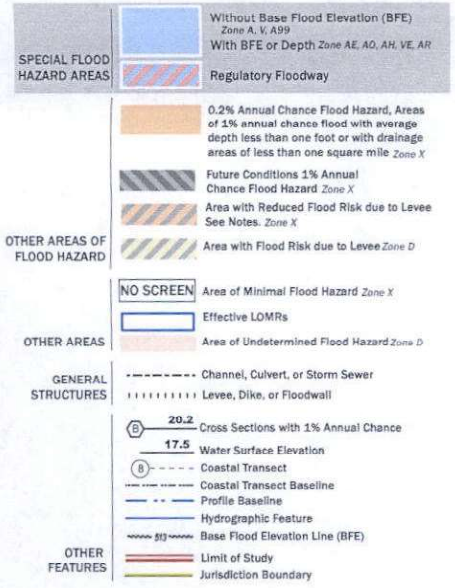 SPECIAL FLOOD
HAZARD AREAS
Without Base Flood Elevation (BFE)
Zone A, V, A99
With BFE or Depth Zone AE, AO, AH, VE, AR
Regulatory Floodway
OTHER AREAS OF
FLOOD HAZARD
0.2% Annual Chance Flood Hazard, Areas
of 1% annual chance flood with average
depth less than one foot or with drainage
areas of less than one square mile Zone X
Future Conditions 1% Annual
Chance Flood Hazard Zone X
Area with Reduced Flood Risk due to Levee
See Notes. Zone X
Area with Flood Risk due to Levee Zone D
OTHER AREAS
NO SCREEN Area of Minimal Flood Hazard Zone X
Effective LOMRs
Area of Undetermined Flood Hazard Zone D
GENERAL
STRUCTURES
Channel, Culvert, or Storm Sewer
Levee, Dike, or Floodwall
OTHER
FEATURES
B 20.2 Cross Sections with 1% Annual Chance
17.5 Water Surface Elevation
8 Coastal Transect
Coastal Transect Baseline
Profile Baseline
Hydrographic Feature
513 Base Flood Elevation Line (BFE)
Limit of Study
Jurisdiction Boundary